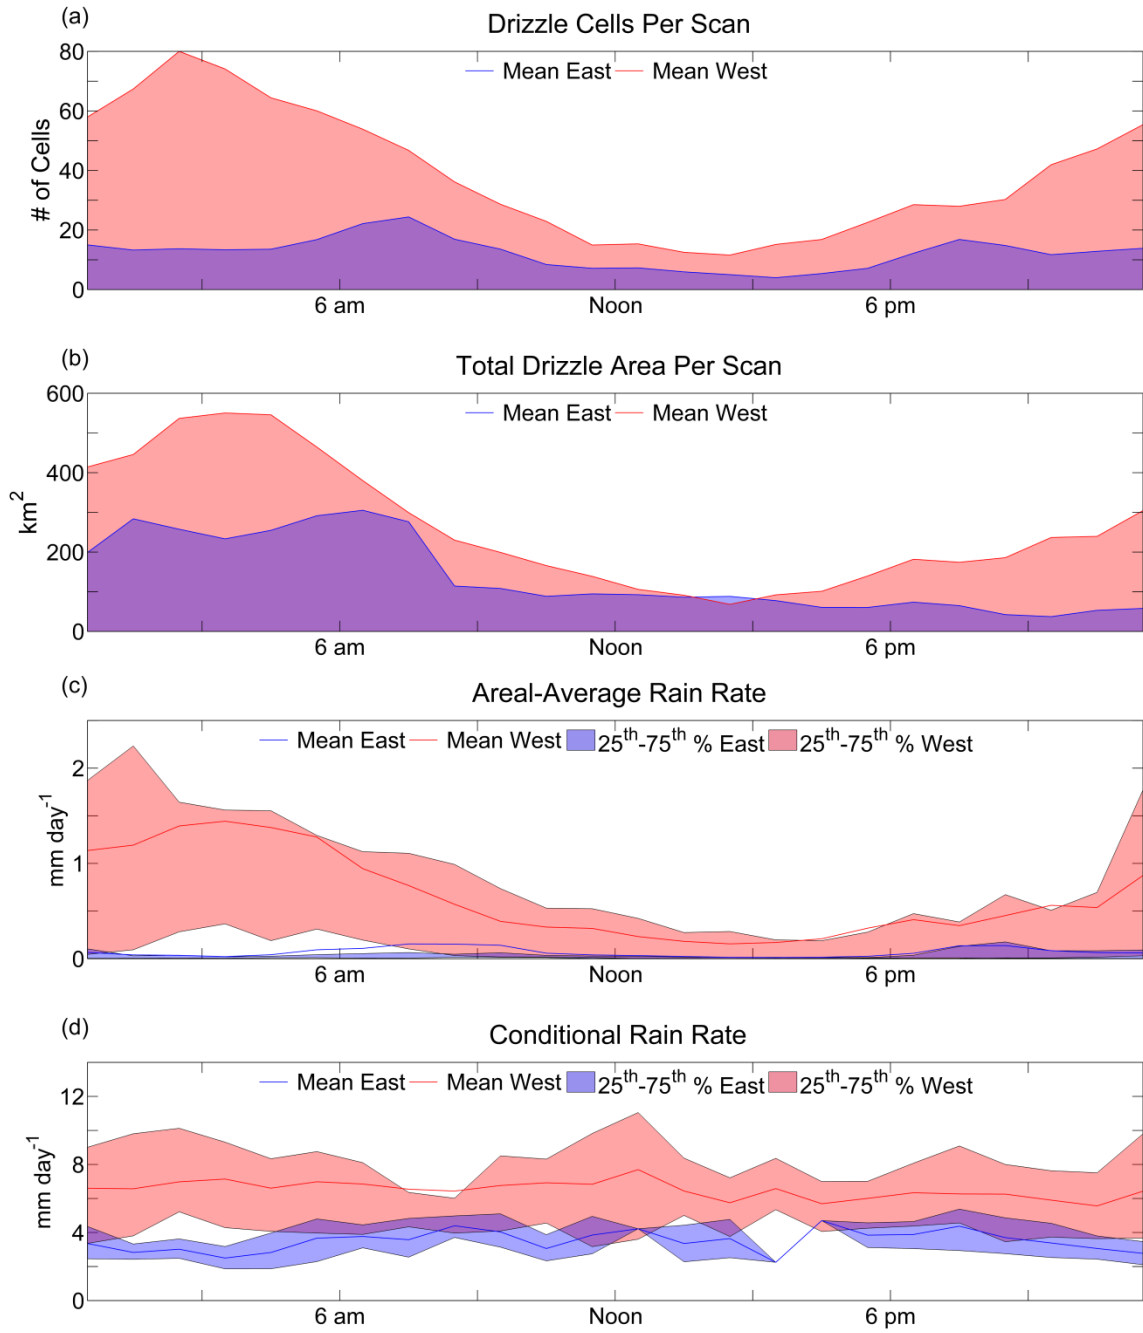 (a)
Drizzle Cells Per Scan
Mean East Mean West
80
60
40
20
0
# of Cells
6 am Noon 6 pm
(b)
Total Drizzle Area Per Scan
Mean East Mean West
600
400
200
0
km²
6 am Noon 6 pm
(c)
Areal-Average Rain Rate
Mean East Mean West 25ᵗʰ-75ᵗʰ % East 25ᵗʰ-75ᵗʰ % West
2
1
0
mm day⁻¹
6 am Noon 6 pm
(d)
Conditional Rain Rate
Mean East Mean West 25ᵗʰ-75ᵗʰ % East 25ᵗʰ-75ᵗʰ % West
12
8
4
0
mm day⁻¹
6 am Noon 6 pm